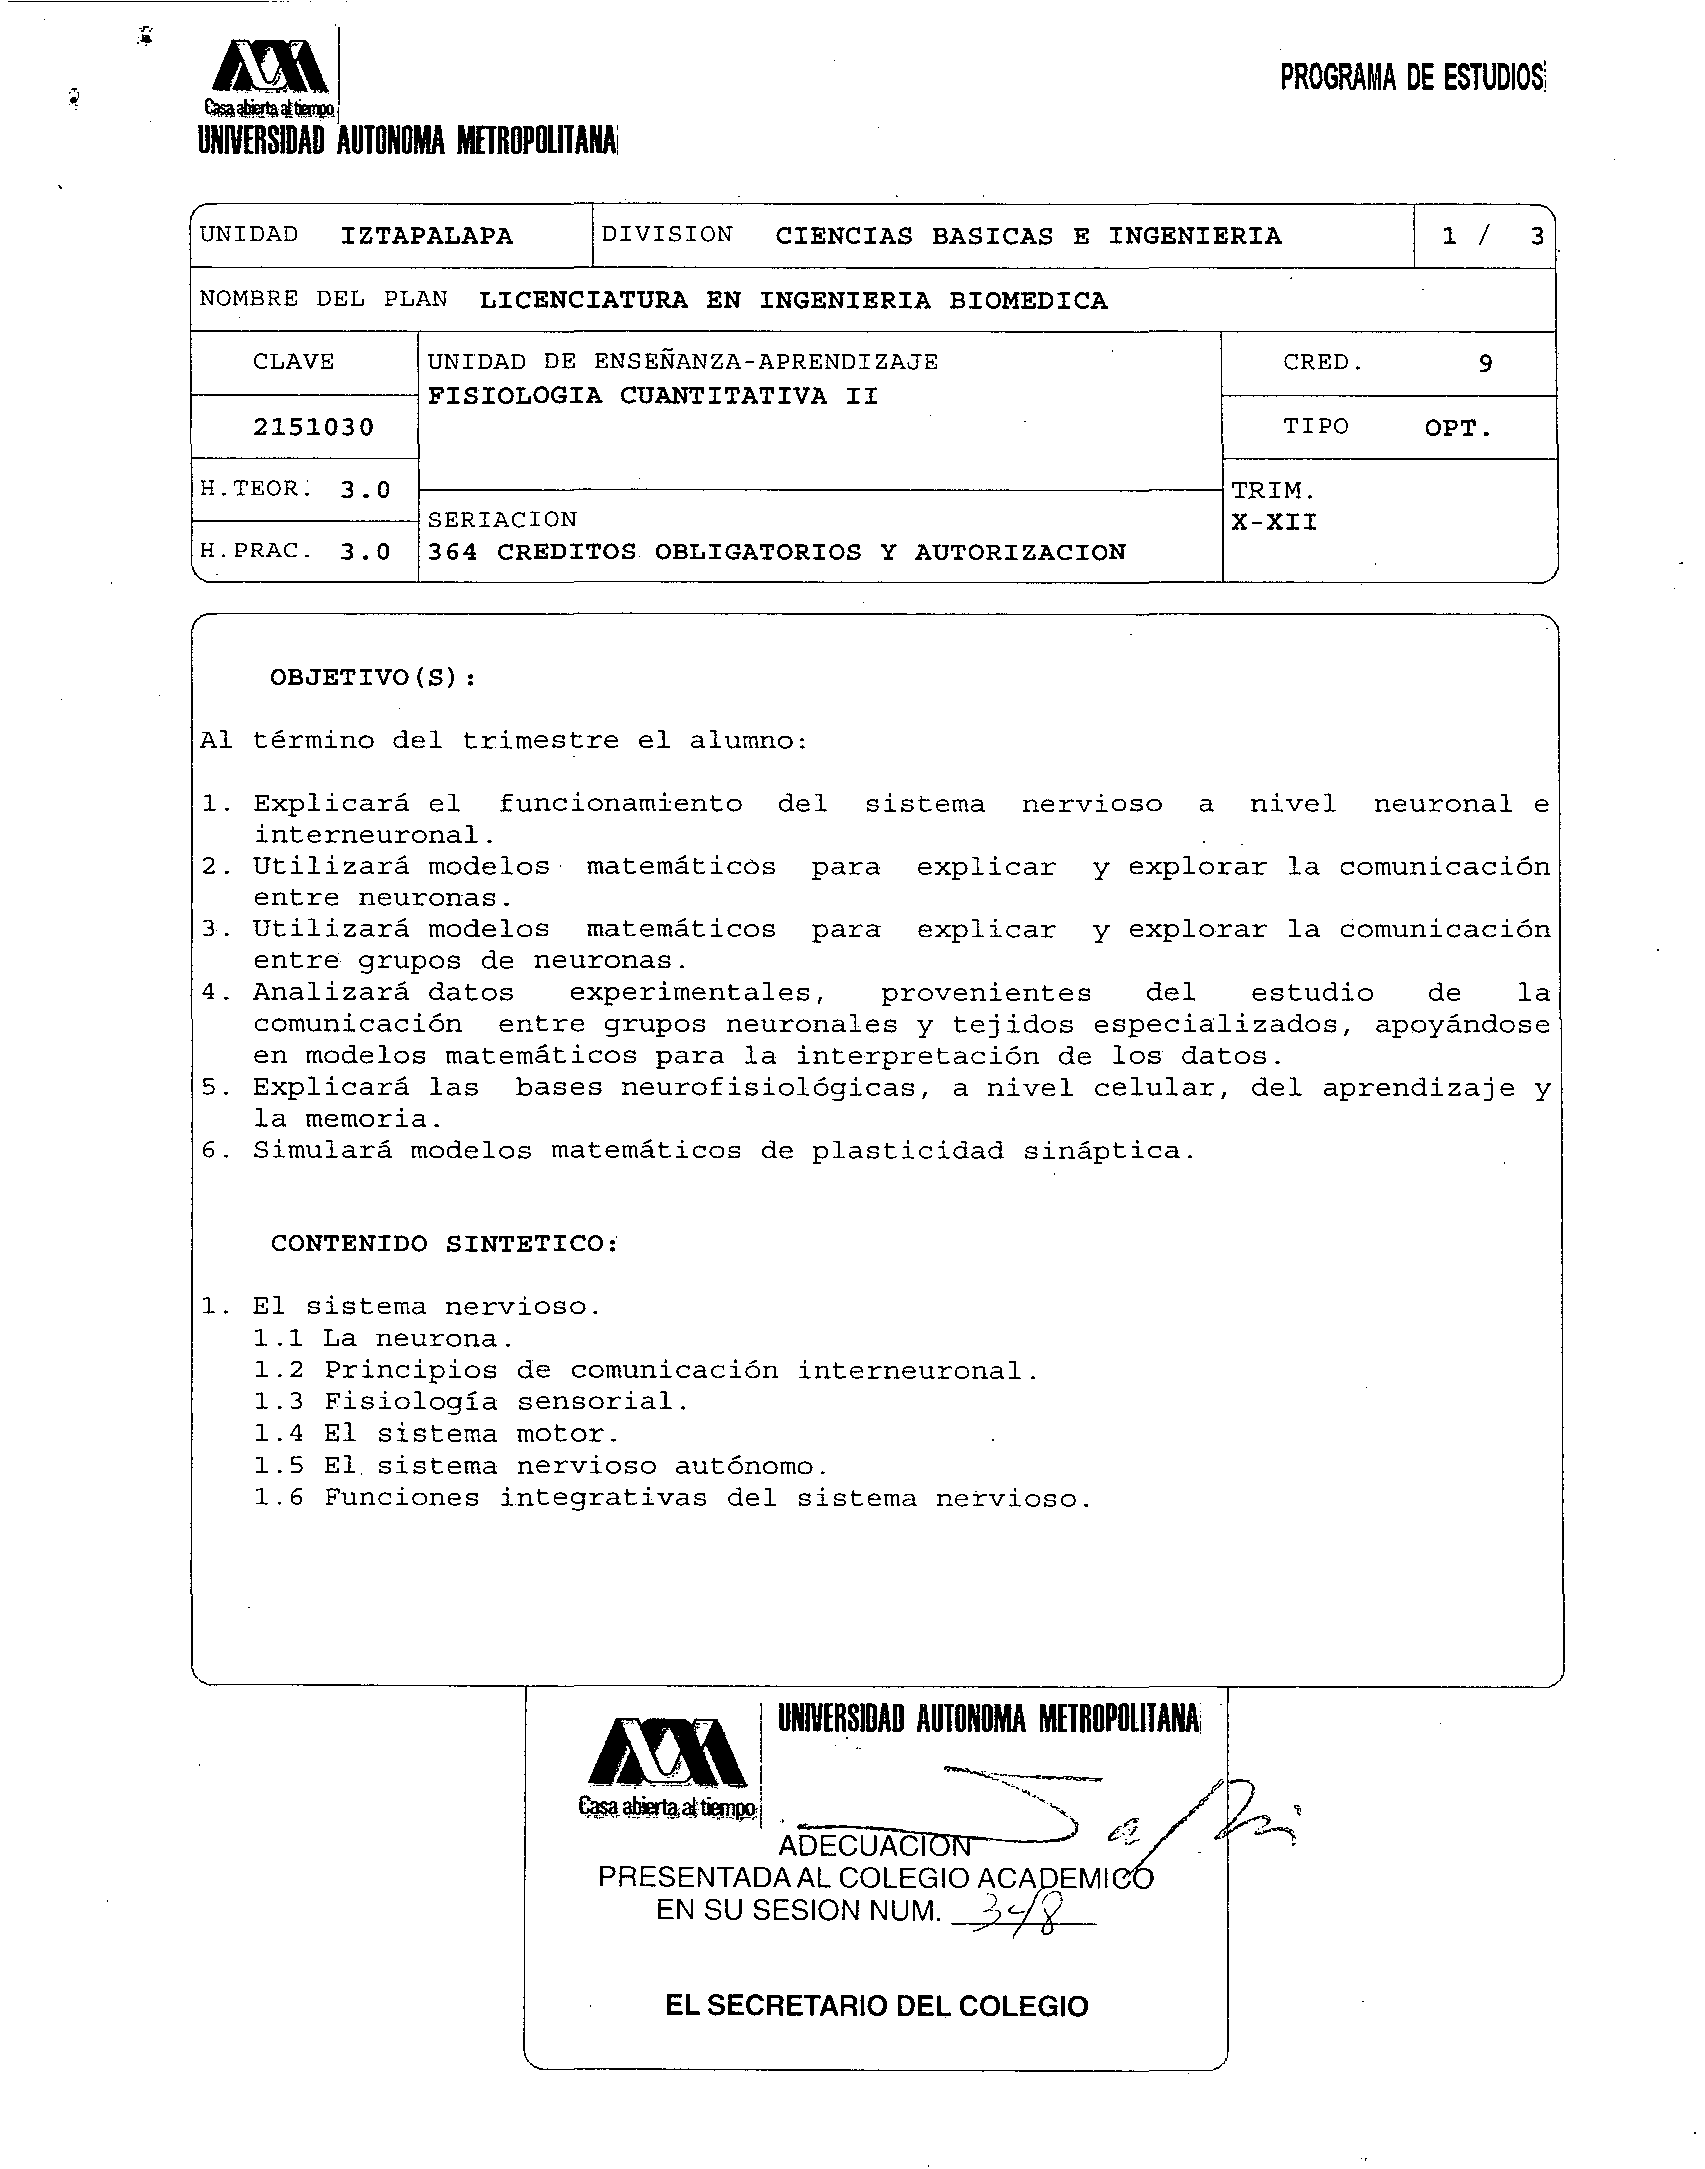 PROGRAMA DE ESTUDIOS
Casa abierta al tiempo
UNIVERSIDAD AUTONOMA METROPOLITANA
UNIDAD IZTAPALAPA DIVISION CIENCIAS BASICAS E INGENIERIA 1 / 3
NOMBRE DEL PLAN LICENCIATURA EN INGENIERIA BIOMEDICA
CLAVE UNIDAD DE ENSEÑANZA-APRENDIZAJE CRED. 9
FISIOLOGIA CUANTITATIVA II
2151030 TIPO OPT.
H.TEOR. 3.0 TRIM.
SERIACION X-XII
H.PRAC. 3.0 364 CREDITOS OBLIGATORIOS Y AUTORIZACION
OBJETIVO(S):
Al término del trimestre el alumno:
1. Explicará el funcionamiento del sistema nervioso a nivel neuronal e
interneuronal.
2. Utilizará modelos matemáticos para explicar y explorar la comunicación
entre neuronas.
3. Utilizará modelos matemáticos para explicar y explorar la comunicación
entre grupos de neuronas.
4. Analizará datos experimentales, provenientes del estudio de la
comunicación entre grupos neuronales y tejidos especializados, apoyándose
en modelos matemáticos para la interpretación de los datos.
5. Explicará las bases neurofisiológicas, a nivel celular, del aprendizaje y
la memoria.
6. Simulará modelos matemáticos de plasticidad sináptica.
CONTENIDO SINTETICO:
1. El sistema nervioso.
1.1 La neurona.
1.2 Principios de comunicación interneuronal.
1.3 Fisiología sensorial.
1.4 El sistema motor.
1.5 El sistema nervioso autónomo.
1.6 Funciones integrativas del sistema nervioso.
UNIVERSIDAD AUTONOMA METROPOLITANA
Casa abierta al tiempo
ADECUACION
PRESENTADA AL COLEGIO ACADEMICO
EN SU SESION NUM. 348
EL SECRETARIO DEL COLEGIO